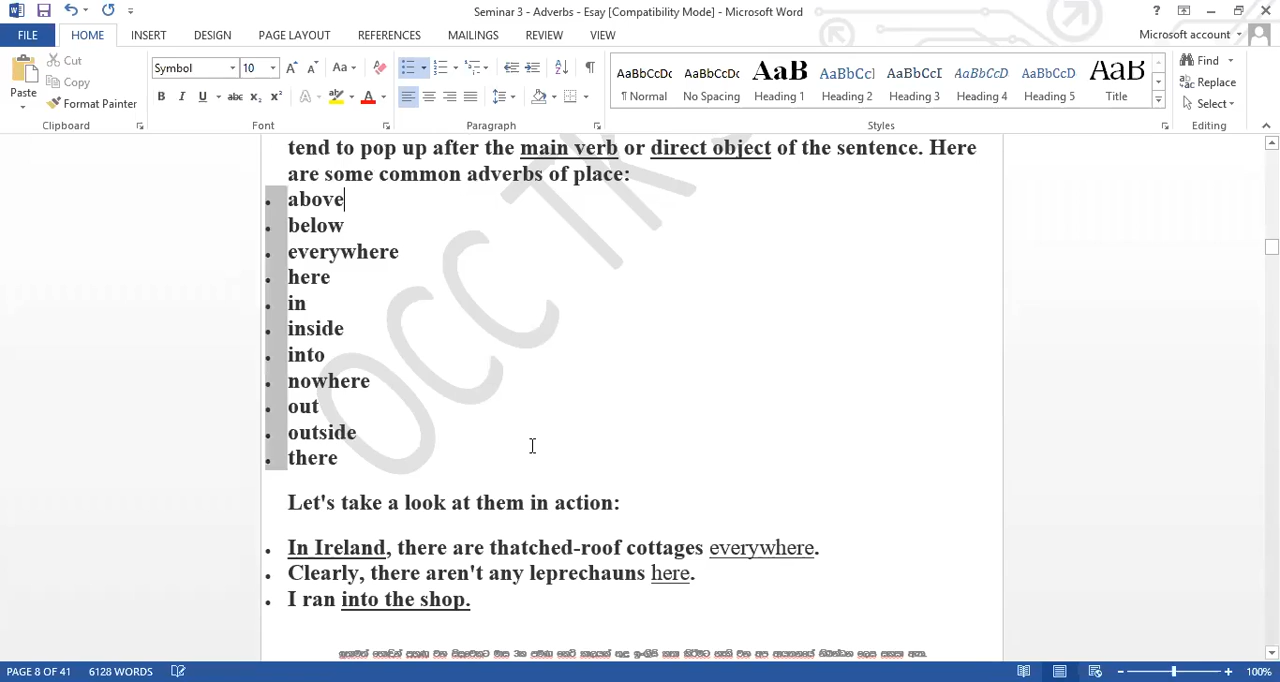 Seminar 3 - Adverbs - Esay [Compatibility Mode] - Microsoft Word
FILE HOME INSERT DESIGN PAGE LAYOUT REFERENCES MAILINGS REVIEW VIEW Microsoft account
Paste Cut Copy Format Painter
Symbol 10
AaBbCcDc AaBbCcDc AaB AaBbCcl AaBbCcI AaBbCcD AaBbCcD AaB
¶ Normal No Spacing Heading 1 Heading 2 Heading 3 Heading 4 Heading 5 Title
Find Replace Select
Clipboard Font Paragraph Styles Editing
OCC TK
tend to pop up after the main verb or direct object of the sentence. Here
are some common adverbs of place:
• above
• below
• everywhere
• here
• in
• inside
• into
• nowhere
• out
• outside
• there
Let's take a look at them in action:
• In Ireland, there are thatched-roof cottages everywhere.
• Clearly, there aren't any leprechauns here.
• I ran into the shop.
PAGE 8 OF 41 6128 WORDS 100%